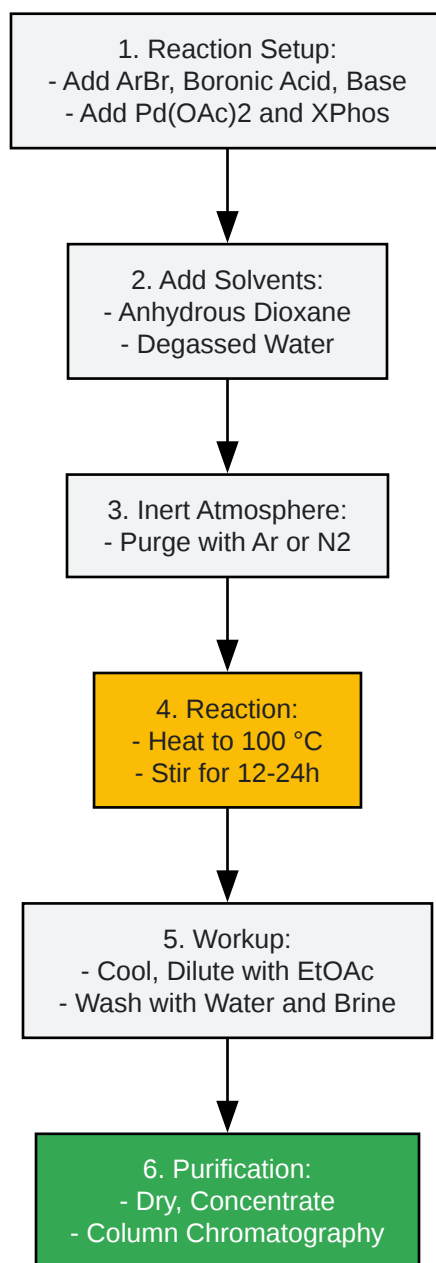 1. Reaction Setup:
- Add ArBr, Boronic Acid, Base
- Add Pd(OAc)2 and XPhos
2. Add Solvents:
- Anhydrous Dioxane
- Degassed Water
3. Inert Atmosphere:
- Purge with Ar or N2
4. Reaction:
- Heat to 100 °C
- Stir for 12-24h
5. Workup:
- Cool, Dilute with EtOAc
- Wash with Water and Brine
6. Purification:
- Dry, Concentrate
- Column Chromatography